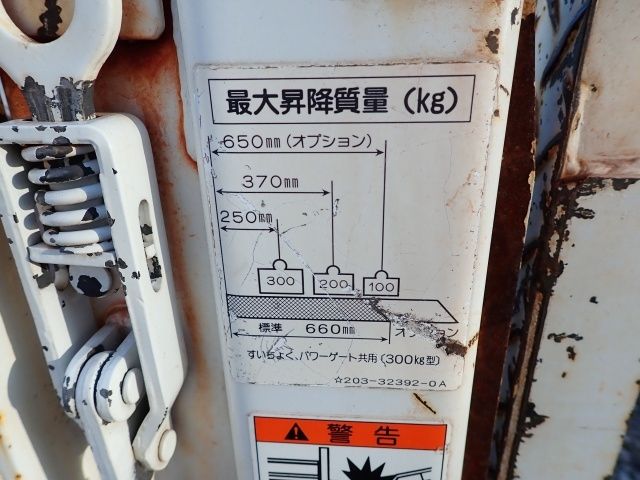 最大昇降質量 (kg)
650mm (オプション)
370mm
250mm
300 200 100
標準 660mm オプション
すいちょく、パワーゲート共用 (300kg型)
☆203-32392-0A
警告